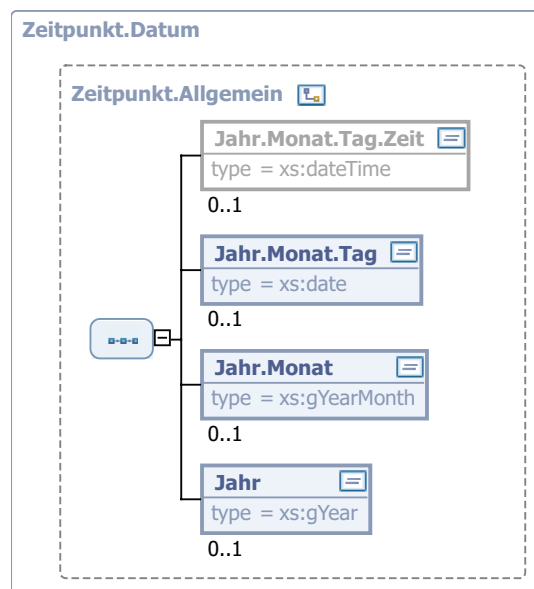 Zeitpunkt.Datum
Zeitpunkt.Allgemein
Jahr.Monat.Tag.Zeit
type = xs:dateTime
0..1
Jahr.Monat.Tag
type = xs:date
0..1
Jahr.Monat
type = xs:gYearMonth
0..1
Jahr
type = xs:gYear
0..1